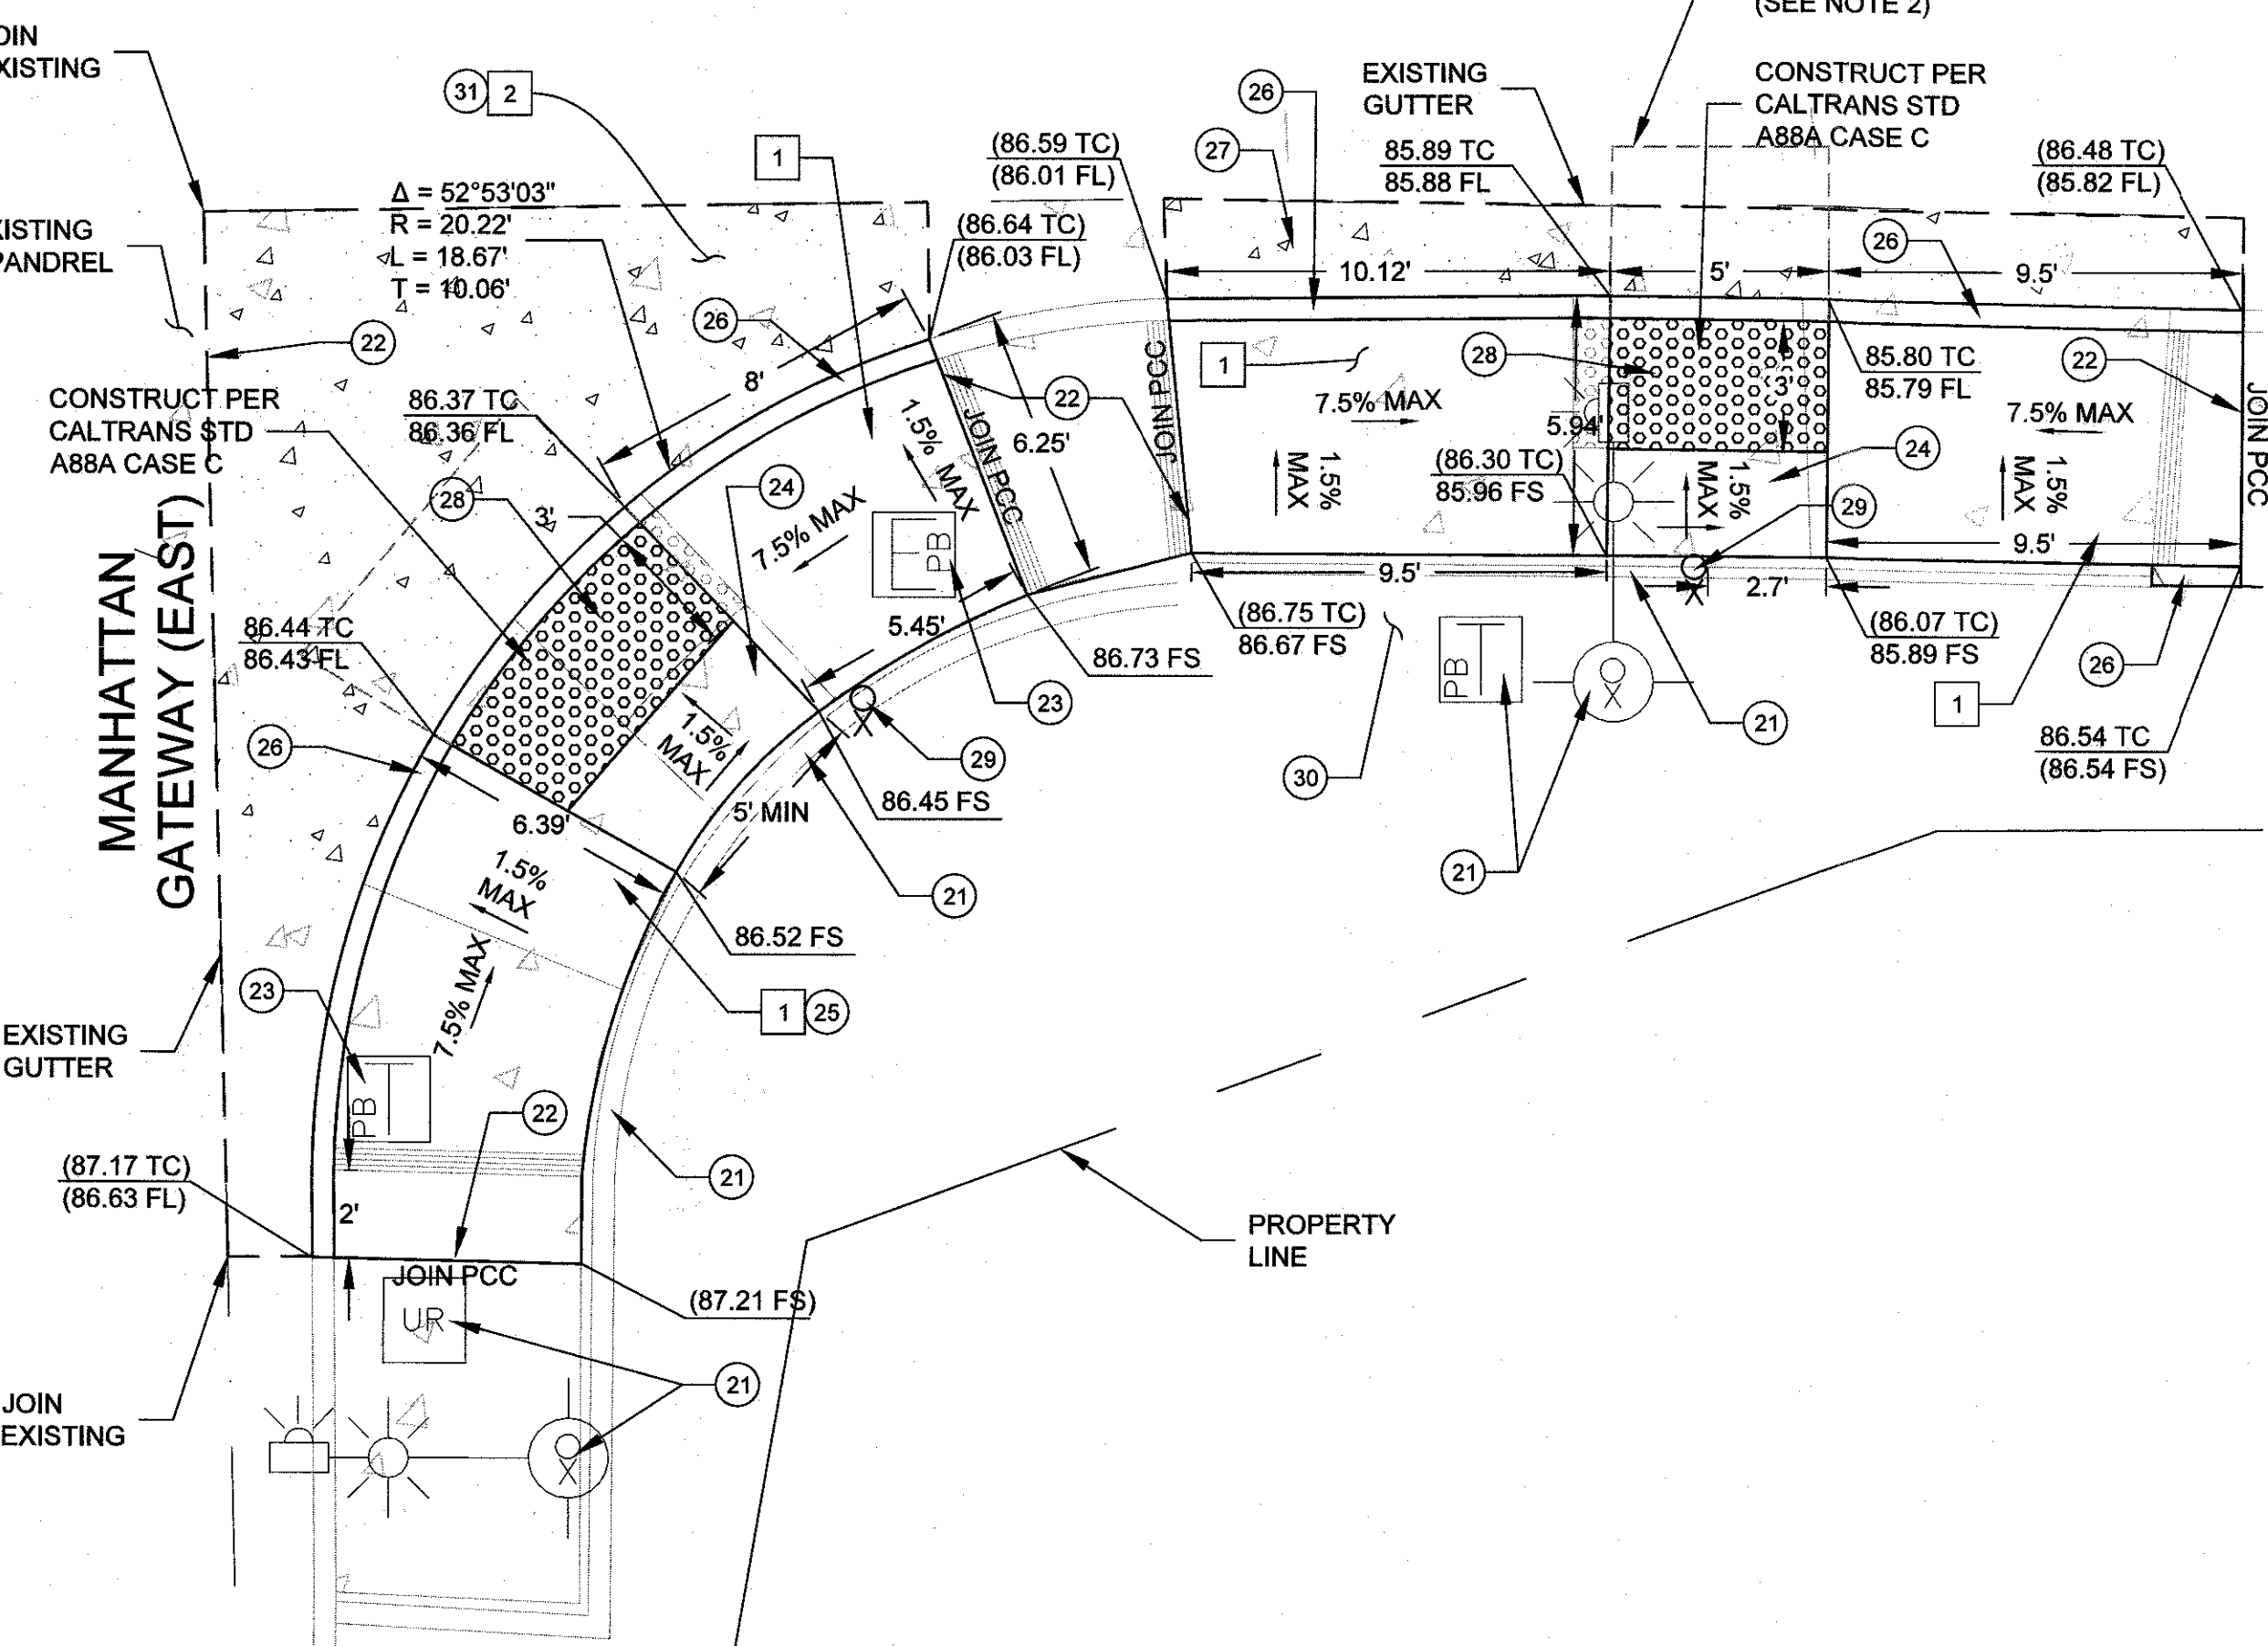 (SEE NOTE 2)
OIN
XISTING
31 2
1
26
27
EXISTING
GUTTER
CONSTRUCT PER
CALTRANS STD
A88A CASE C
(86.59 TC)
(86.01 FL)
85.89 TC
85.88 FL
(86.48 TC)
(85.82 FL)
Δ = 52°53'03"
R = 20.22'
L = 18.67'
T = 10.06'
XISTING
PANDREL
(86.64 TC)
(86.03 FL)
26
10.12'
5'
9.5'
26
22
8'
22
JOIN PCC
JOIN PCC
6.25'
1
7.5% MAX
28
3'
85.80 TC
85.79 FL
22
7.5% MAX
JOIN PCC
CONSTRUCT PER
CALTRANS STD
A88A CASE C
86.37 TC
86.36 FL
1.5% MAX
5.94'
24
28
3'
24
7.5% MAX
PB
(86.30 TC)
85.96 FS
1.5%
MAX
1.5%
MAX
1.5%
MAX
29
X
9.5'
9.5'
2.7'
MANHATTAN
GATEWAY (EAST)
86.44 TC
86.43 FL
5.45'
86.73 FS
(86.75 TC)
86.67 FS
PB
(86.07 TC)
85.89 FS
26
23
1
X
21
26
1.5%
MAX
X
29
86.45 FS
30
86.54 TC
(86.54 FS)
6.39'
5' MIN
21
21
1.5%
MAX
86.52 FS
7.5% MAX
1 25
23
EXISTING
GUTTER
PB
22
21
(87.17 TC)
(86.63 FL)
2'
PROPERTY
LINE
JOIN PCC
UR
(87.21 FS)
21
JOIN
EXISTING
X